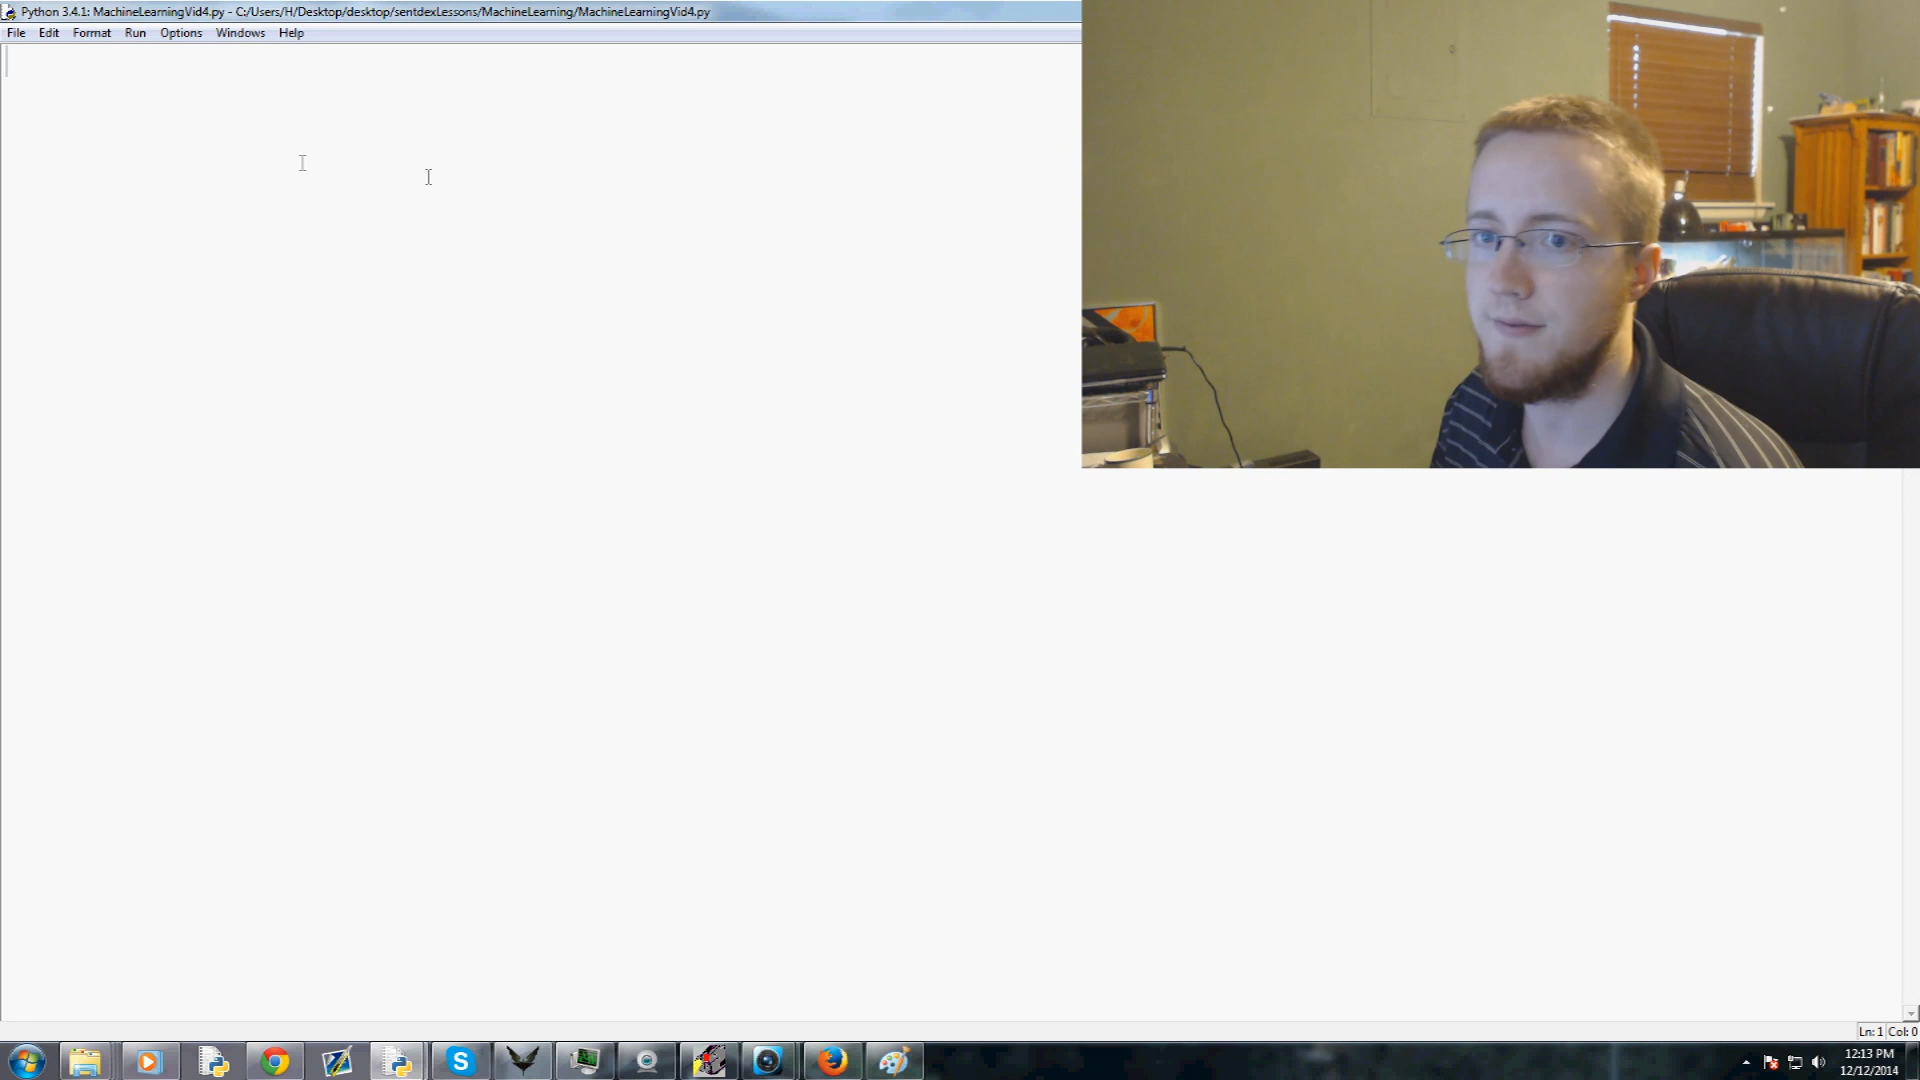 Python 3.4.1: MachineLearningVid4.py - C:/Users/H/Desktop/desktop/sentdexLessons/MachineLearning/MachineLearningVid4.py
File Edit Format Run Options Windows Help
Ln: 1 Col: 0
S
12:13 PM
12/12/2014